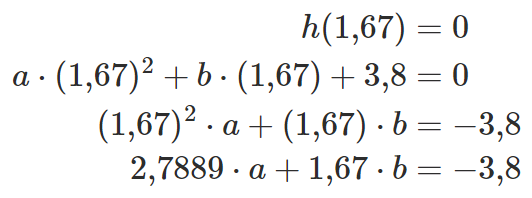 h(1,67) = 0
a · (1,67)² + b · (1,67) + 3,8 = 0
(1,67)² · a + (1,67) · b = −3,8
2,7889 · a + 1,67 · b = −3,8